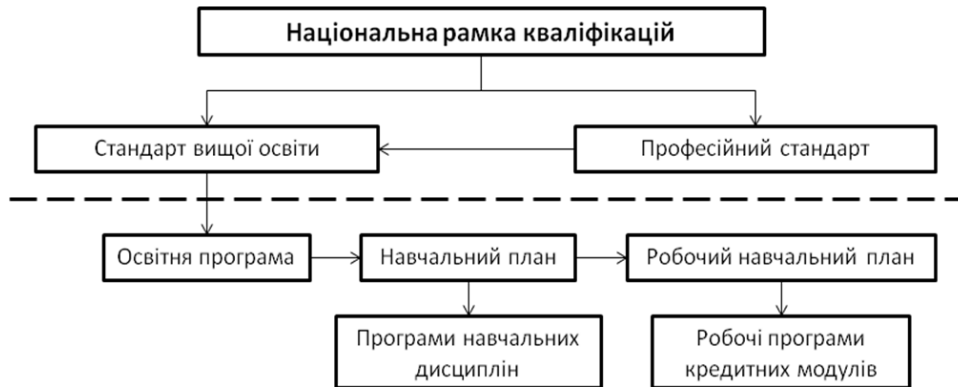 Національна рамка кваліфікацій
Стандарт вищої освіти
Професійний стандарт
Освітня програма
Навчальний план
Робочий навчальний план
Програми навчальних
дисциплін
Робочі програми
кредитних модулів